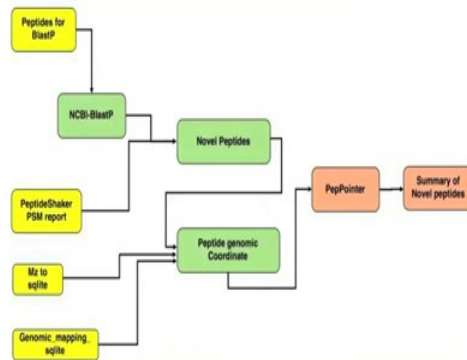 Peptides for
BlastP
NCBI-BlastP
Novel Peptides
PepPointer
Summary of
Novel peptides
PeptideShaker
PSM report
Peptide genomic
Coordinate
Mz to
sqlite
Genomic_mapping_
sqlite